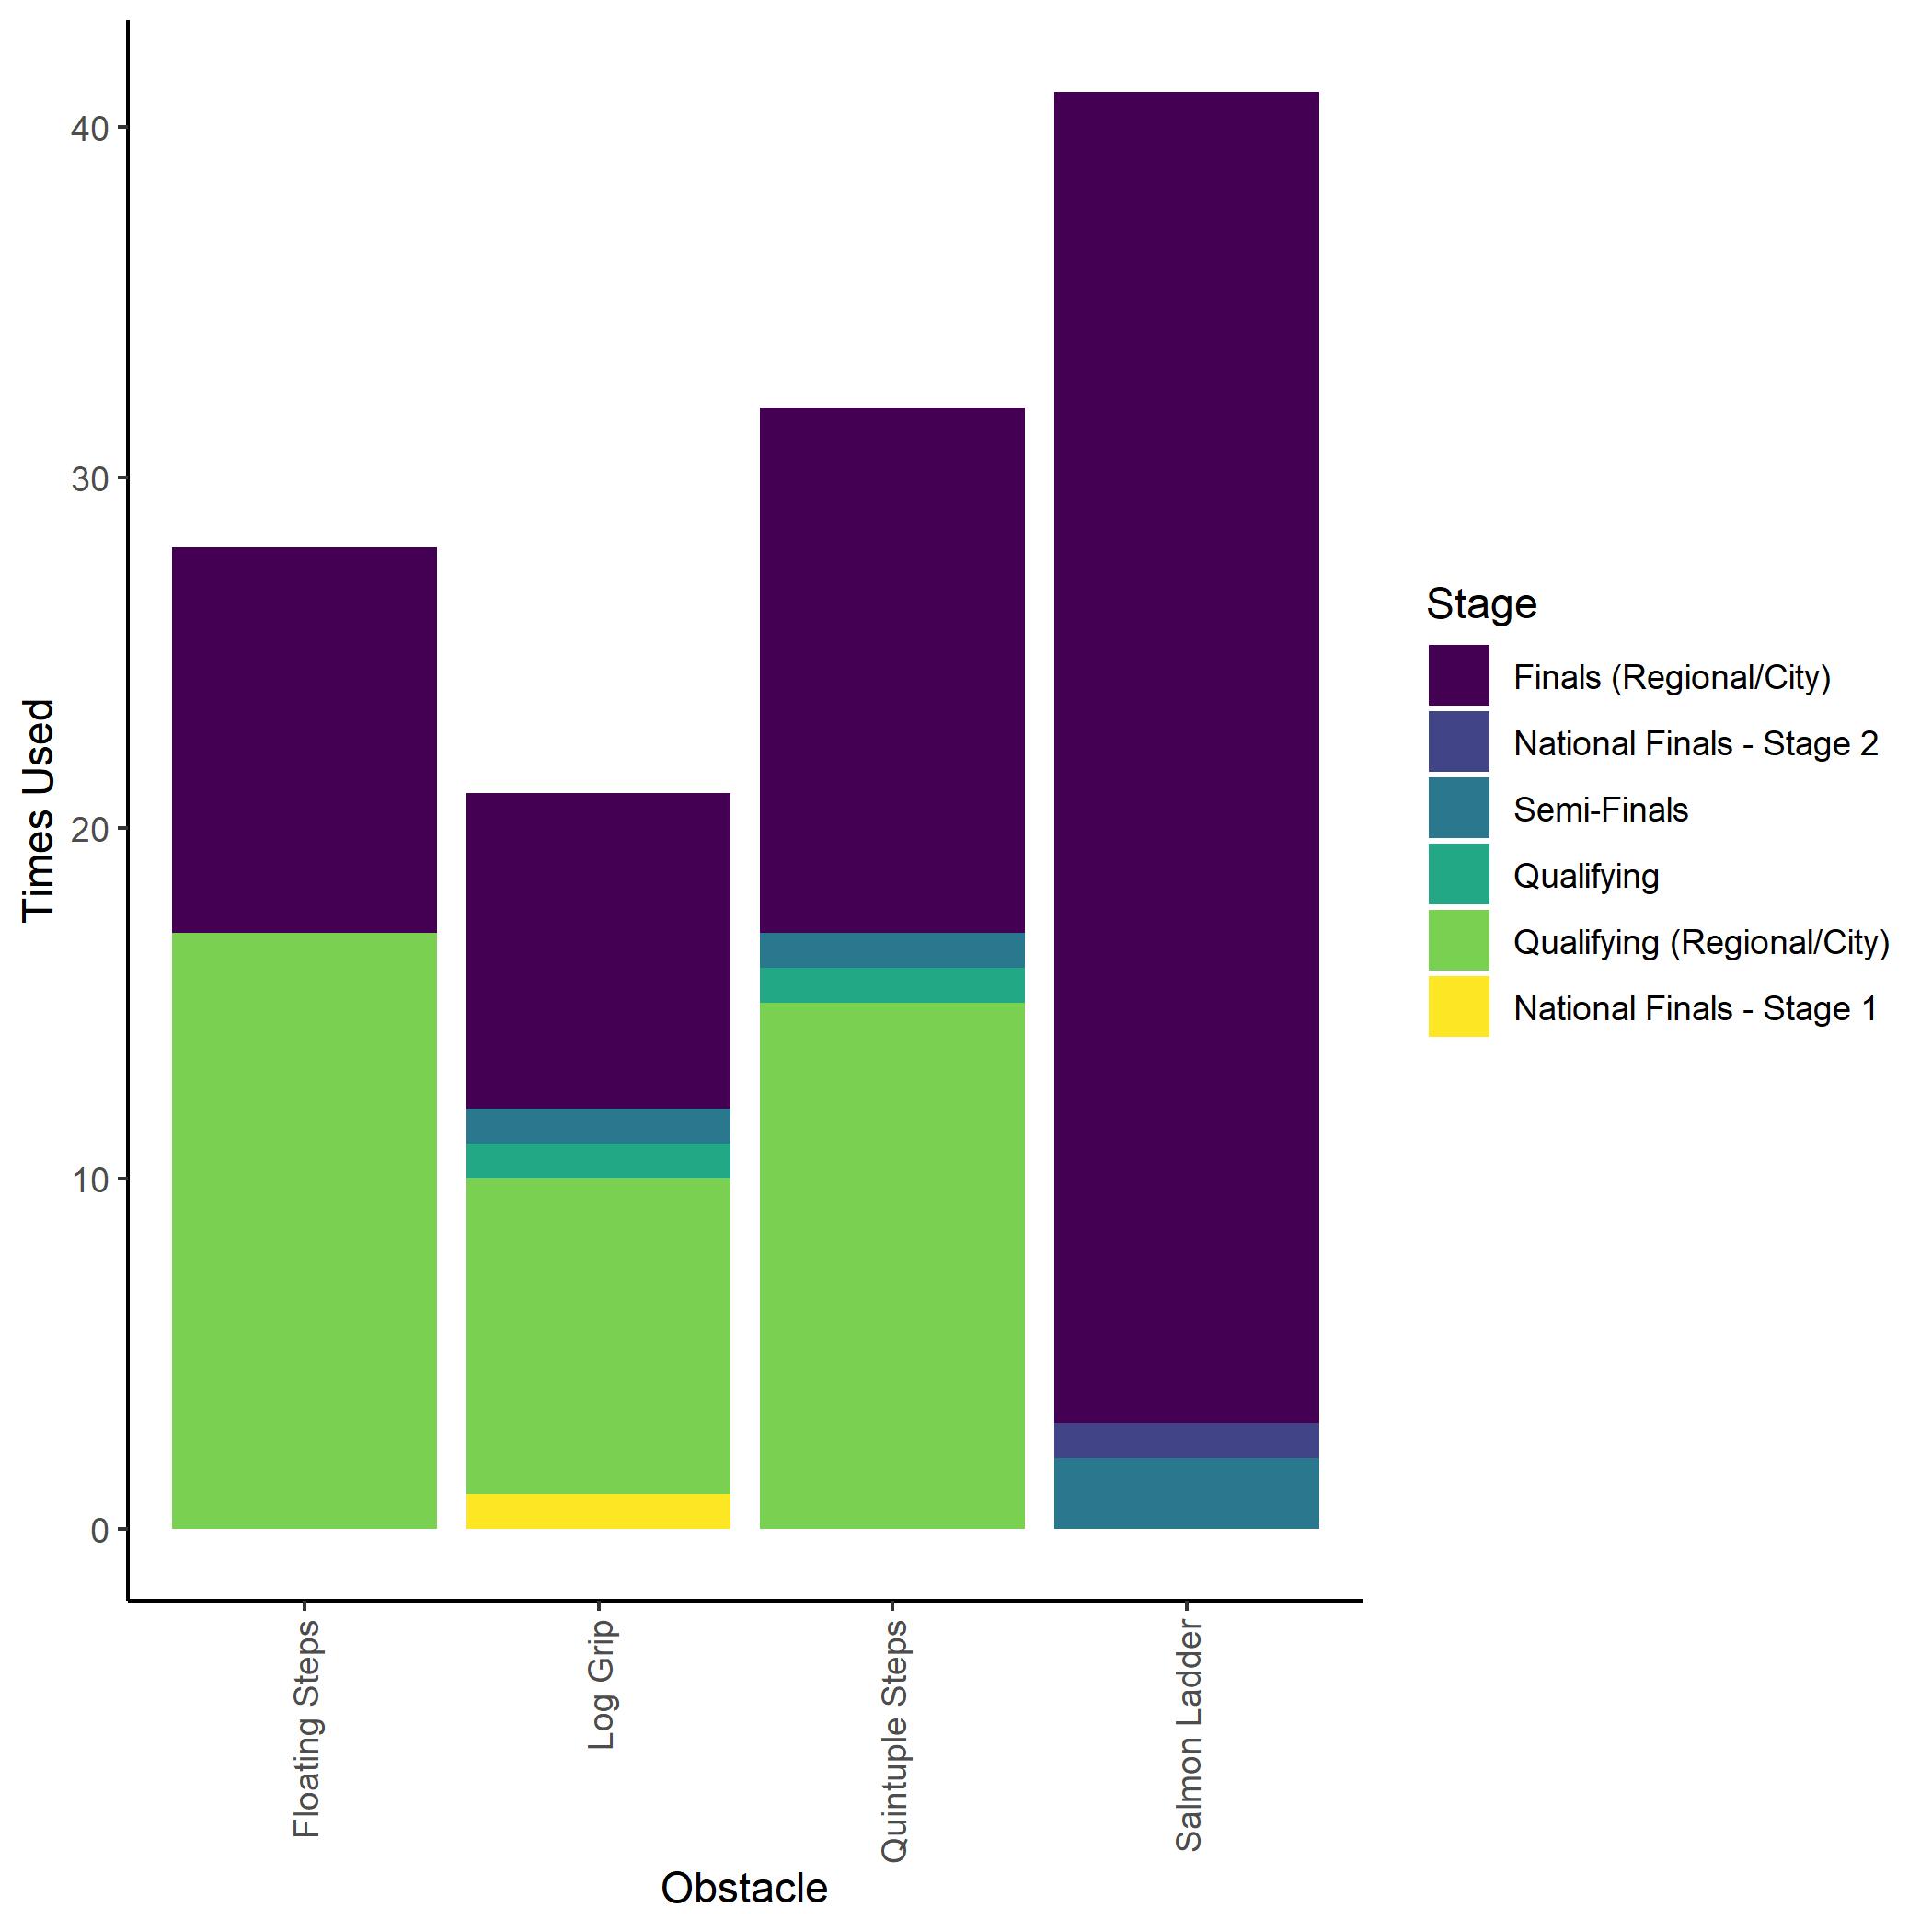 40
30
20
10
0
Times Used
Floating Steps
Log Grip
Quintuple Steps
Salmon Ladder
Obstacle
Stage
Finals (Regional/City)
National Finals - Stage 2
Semi-Finals
Qualifying
Qualifying (Regional/City)
National Finals - Stage 1